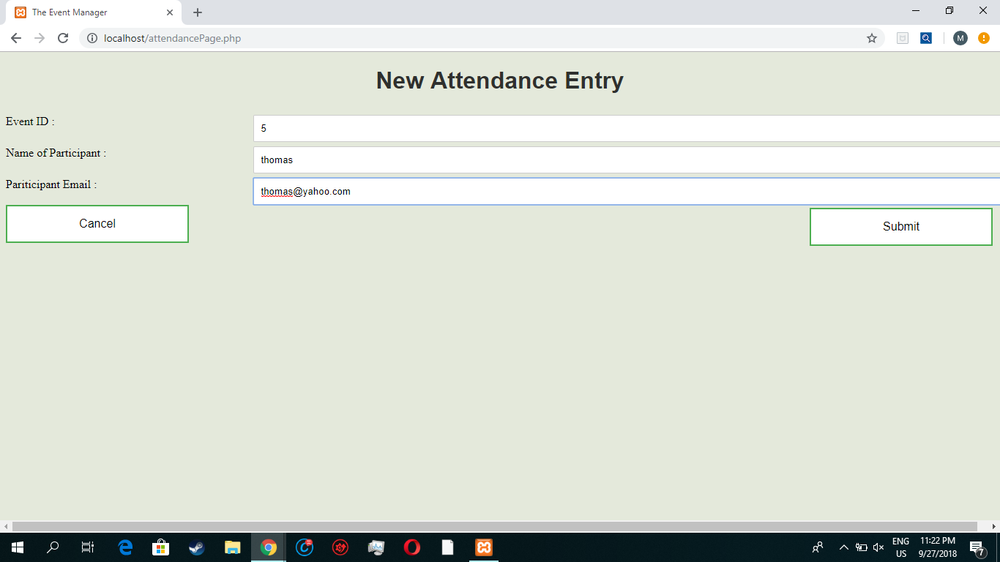 The Event Manager
localhost/attendancePage.php
M
New Attendance Entry
Event ID :
5
Name of Participant :
thomas
Pariticipant Email :
thomas@yahoo.com
Cancel
Submit
ENG
US
11:22 PM
9/27/2018
7